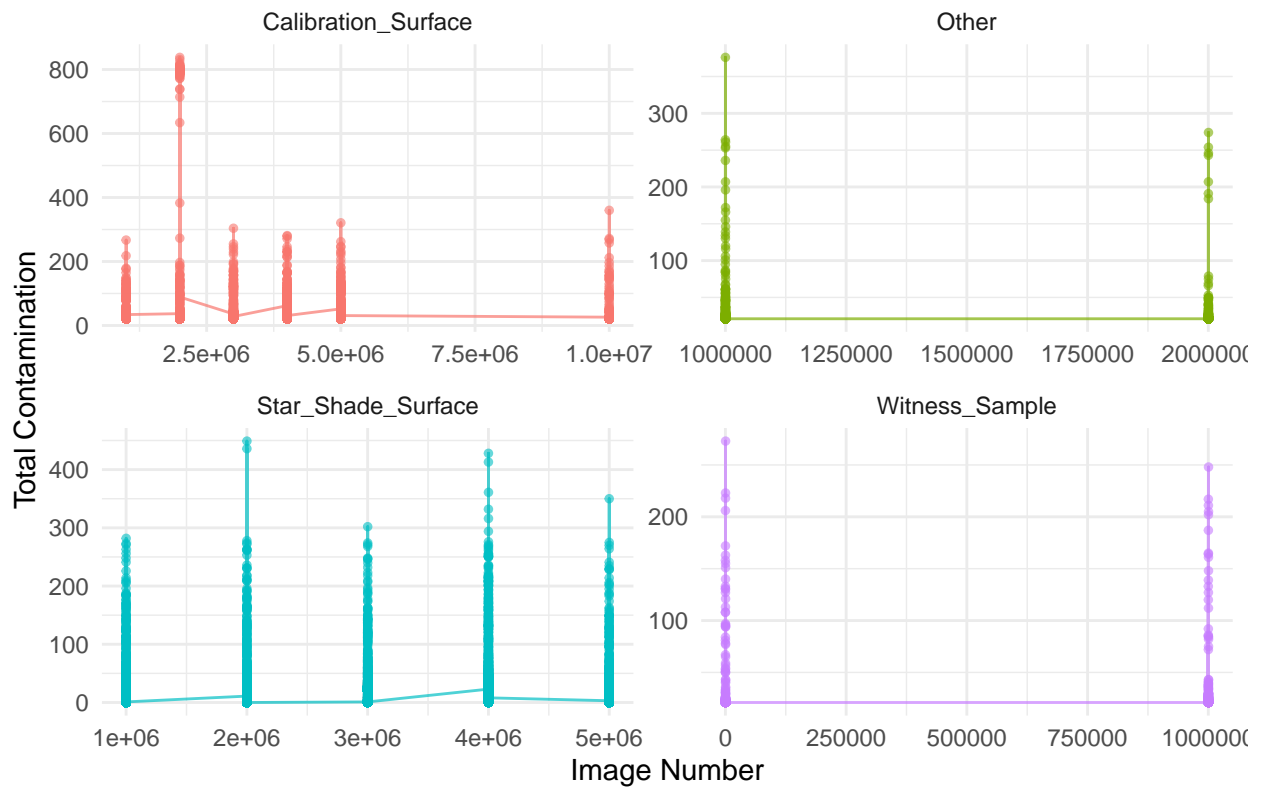 Calibration_Surface
Other
800
600
400
200
0
300
200
100
2.5e+06 5.0e+06 7.5e+06 1.0e+07
1000000 1250000 1500000 1750000 2000000
Star_Shade_Surface
Witness_Sample
400
300
200
100
0
200
100
1e+06 2e+06 3e+06 4e+06 5e+06
0 250000 500000 750000 1000000
Image Number
Total Contamination